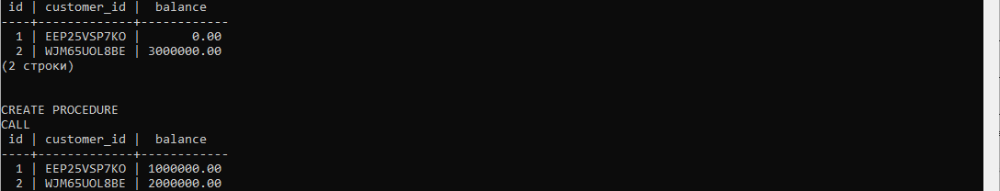 id | customer_id | balance
----+-------------+------------
1 | EEP25VSP7KO | 0.00
2 | WJM65UOL8BE | 3000000.00
(2 строки)
CREATE PROCEDURE
CALL
id | customer_id | balance
----+-------------+------------
1 | EEP25VSP7KO | 1000000.00
2 | WJM65UOL8BE | 2000000.00